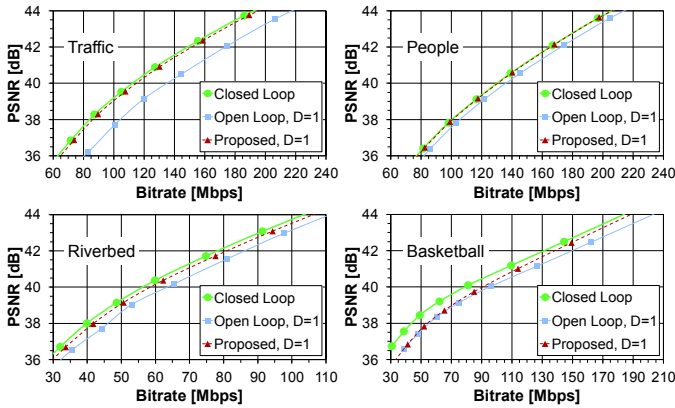 PSNR [dB]
44
42
40
38
36
Traffic
Closed Loop
Open Loop, D=1
Proposed, D=1
60 80 100 120 140 160 180 200 220 240
Bitrate [Mbps]
PSNR [dB]
44
42
40
38
36
People
Closed Loop
Open Loop, D=1
Proposed, D=1
60 80 100 120 140 160 180 200 220 240
Bitrate [Mbps]
PSNR [dB]
44
42
40
38
36
Riverbed
Closed Loop
Open Loop, D=1
Proposed, D=1
30 40 50 60 70 80 90 100 110
Bitrate [Mbps]
PSNR [dB]
44
42
40
38
36
Basketball
Closed Loop
Open Loop, D=1
Proposed, D=1
30 50 70 90 110 130 150 170 190 210
Bitrate [Mbps]